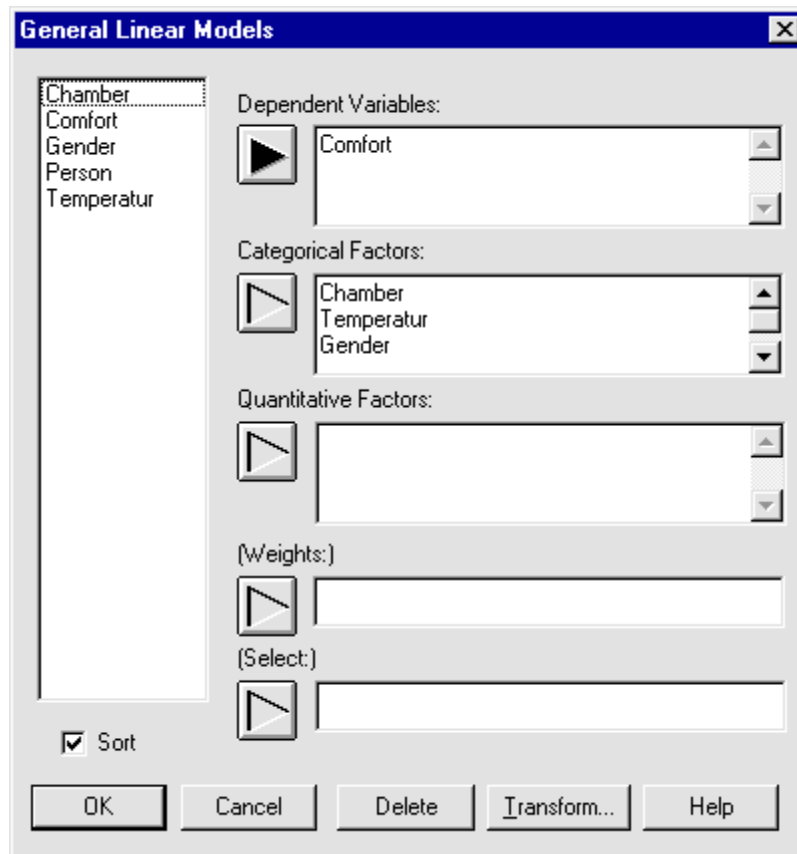 General Linear Models
Chamber
Comfort
Gender
Person
Temperatur
Dependent Variables:
Comfort
Categorical Factors:
Chamber
Temperatur
Gender
Quantitative Factors:
(Weights:)
(Select:)
Sort
OK
Cancel
Delete
Transform...
Help